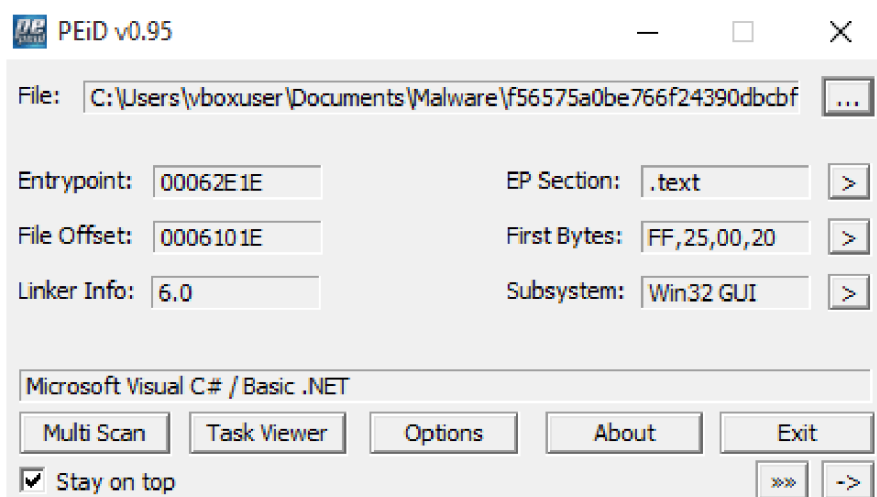 PEiD v0.95
File: C:\Users\vboxuser\Documents\Malware\f56575a0be766f24390dbcbf ...
Entrypoint: 00062E1E EP Section: .text >
File Offset: 0006101E First Bytes: FF,25,00,20 >
Linker Info: 6.0 Subsystem: Win32 GUI >
Microsoft Visual C# / Basic .NET
Multi Scan Task Viewer Options About Exit
Stay on top »» ->